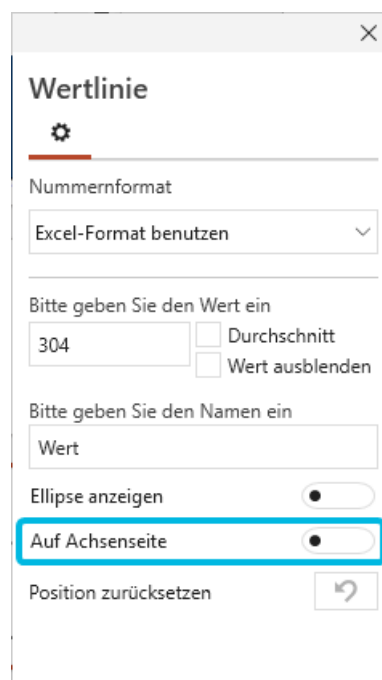 Wertlinie
Nummernformat
Excel-Format benutzen
Bitte geben Sie den Wert ein
304
Durchschnitt
Wert ausblenden
Bitte geben Sie den Namen ein
Wert
Ellipse anzeigen
Auf Achsenseite
Position zurücksetzen